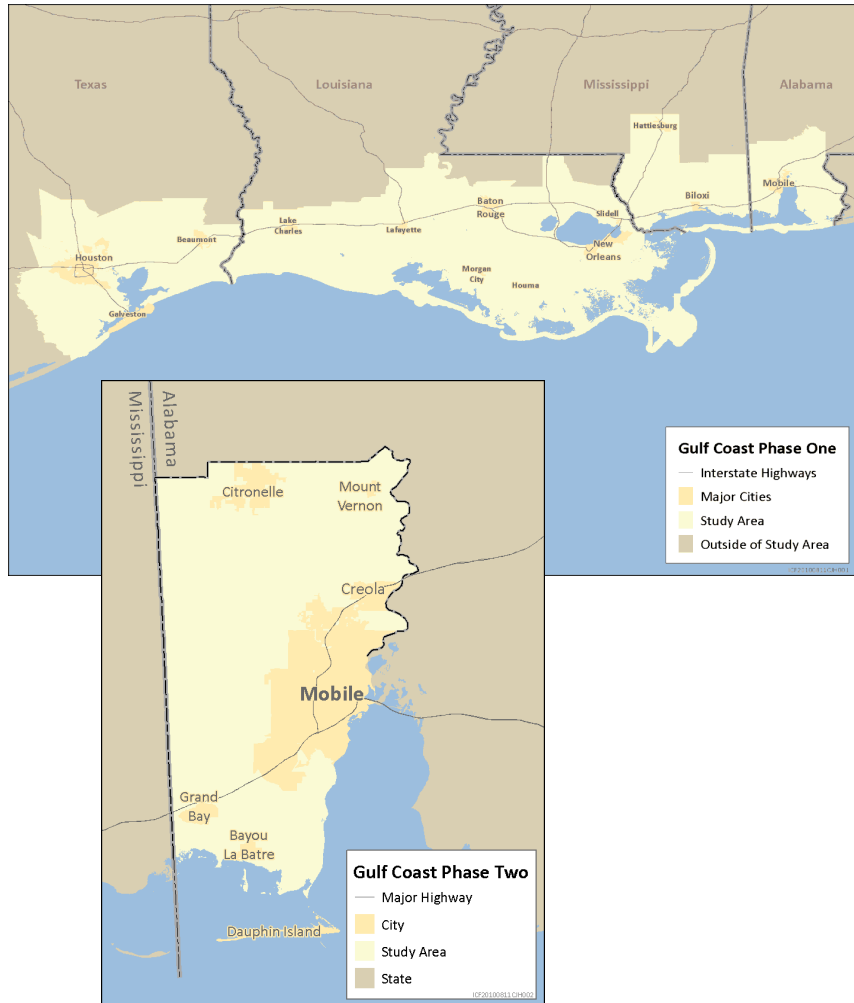 Texas
Louisiana
Mississippi
Alabama
Hattiesburg
Mobile
Biloxi
Baton
Rouge
Slidell
Lake
Charles
Lafayette
Beaumont
New
Orleans
Houston
Morgan
City
Houma
Galveston
Gulf Coast Phase One
Interstate Highways
Major Cities
Study Area
Outside of Study Area
Mississippi
Alabama
Citronelle
Mount
Vernon
Creola
Mobile
Grand
Bay
Bayou
La Batre
Dauphin Island
Gulf Coast Phase Two
Major Highway
City
Study Area
State
ICF20100811CJH002